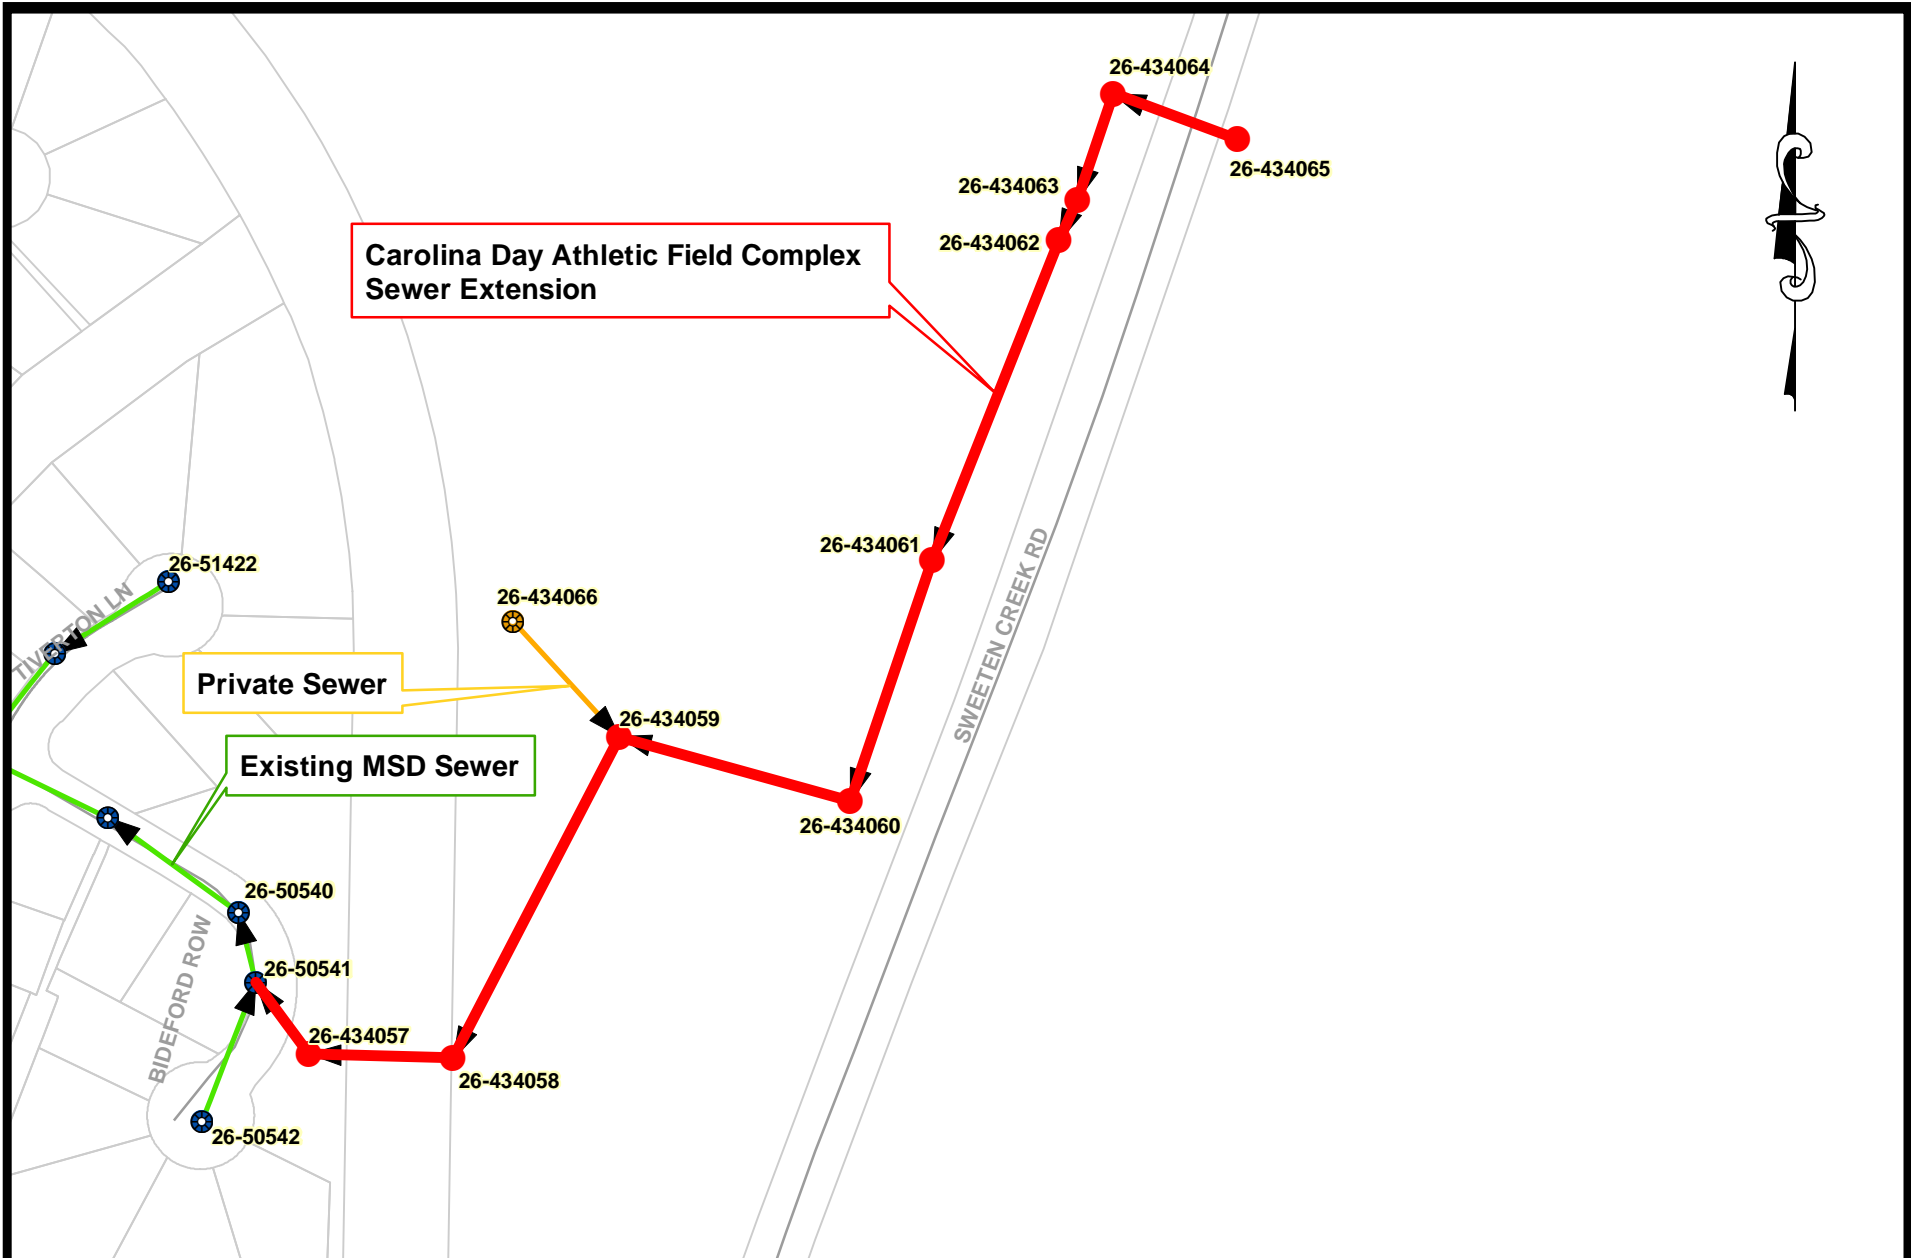 26-434064
26-434065
26-434063
26-434062
Carolina Day Athletic Field Complex
Sewer Extension
26-434061
SWEETEN CREEK RD
26-51422
TIVERTON LN
26-434066
Private Sewer
26-434059
Existing MSD Sewer
26-434060
26-50540
BIDEFORD ROW
26-50541
26-434057
26-434058
26-50542